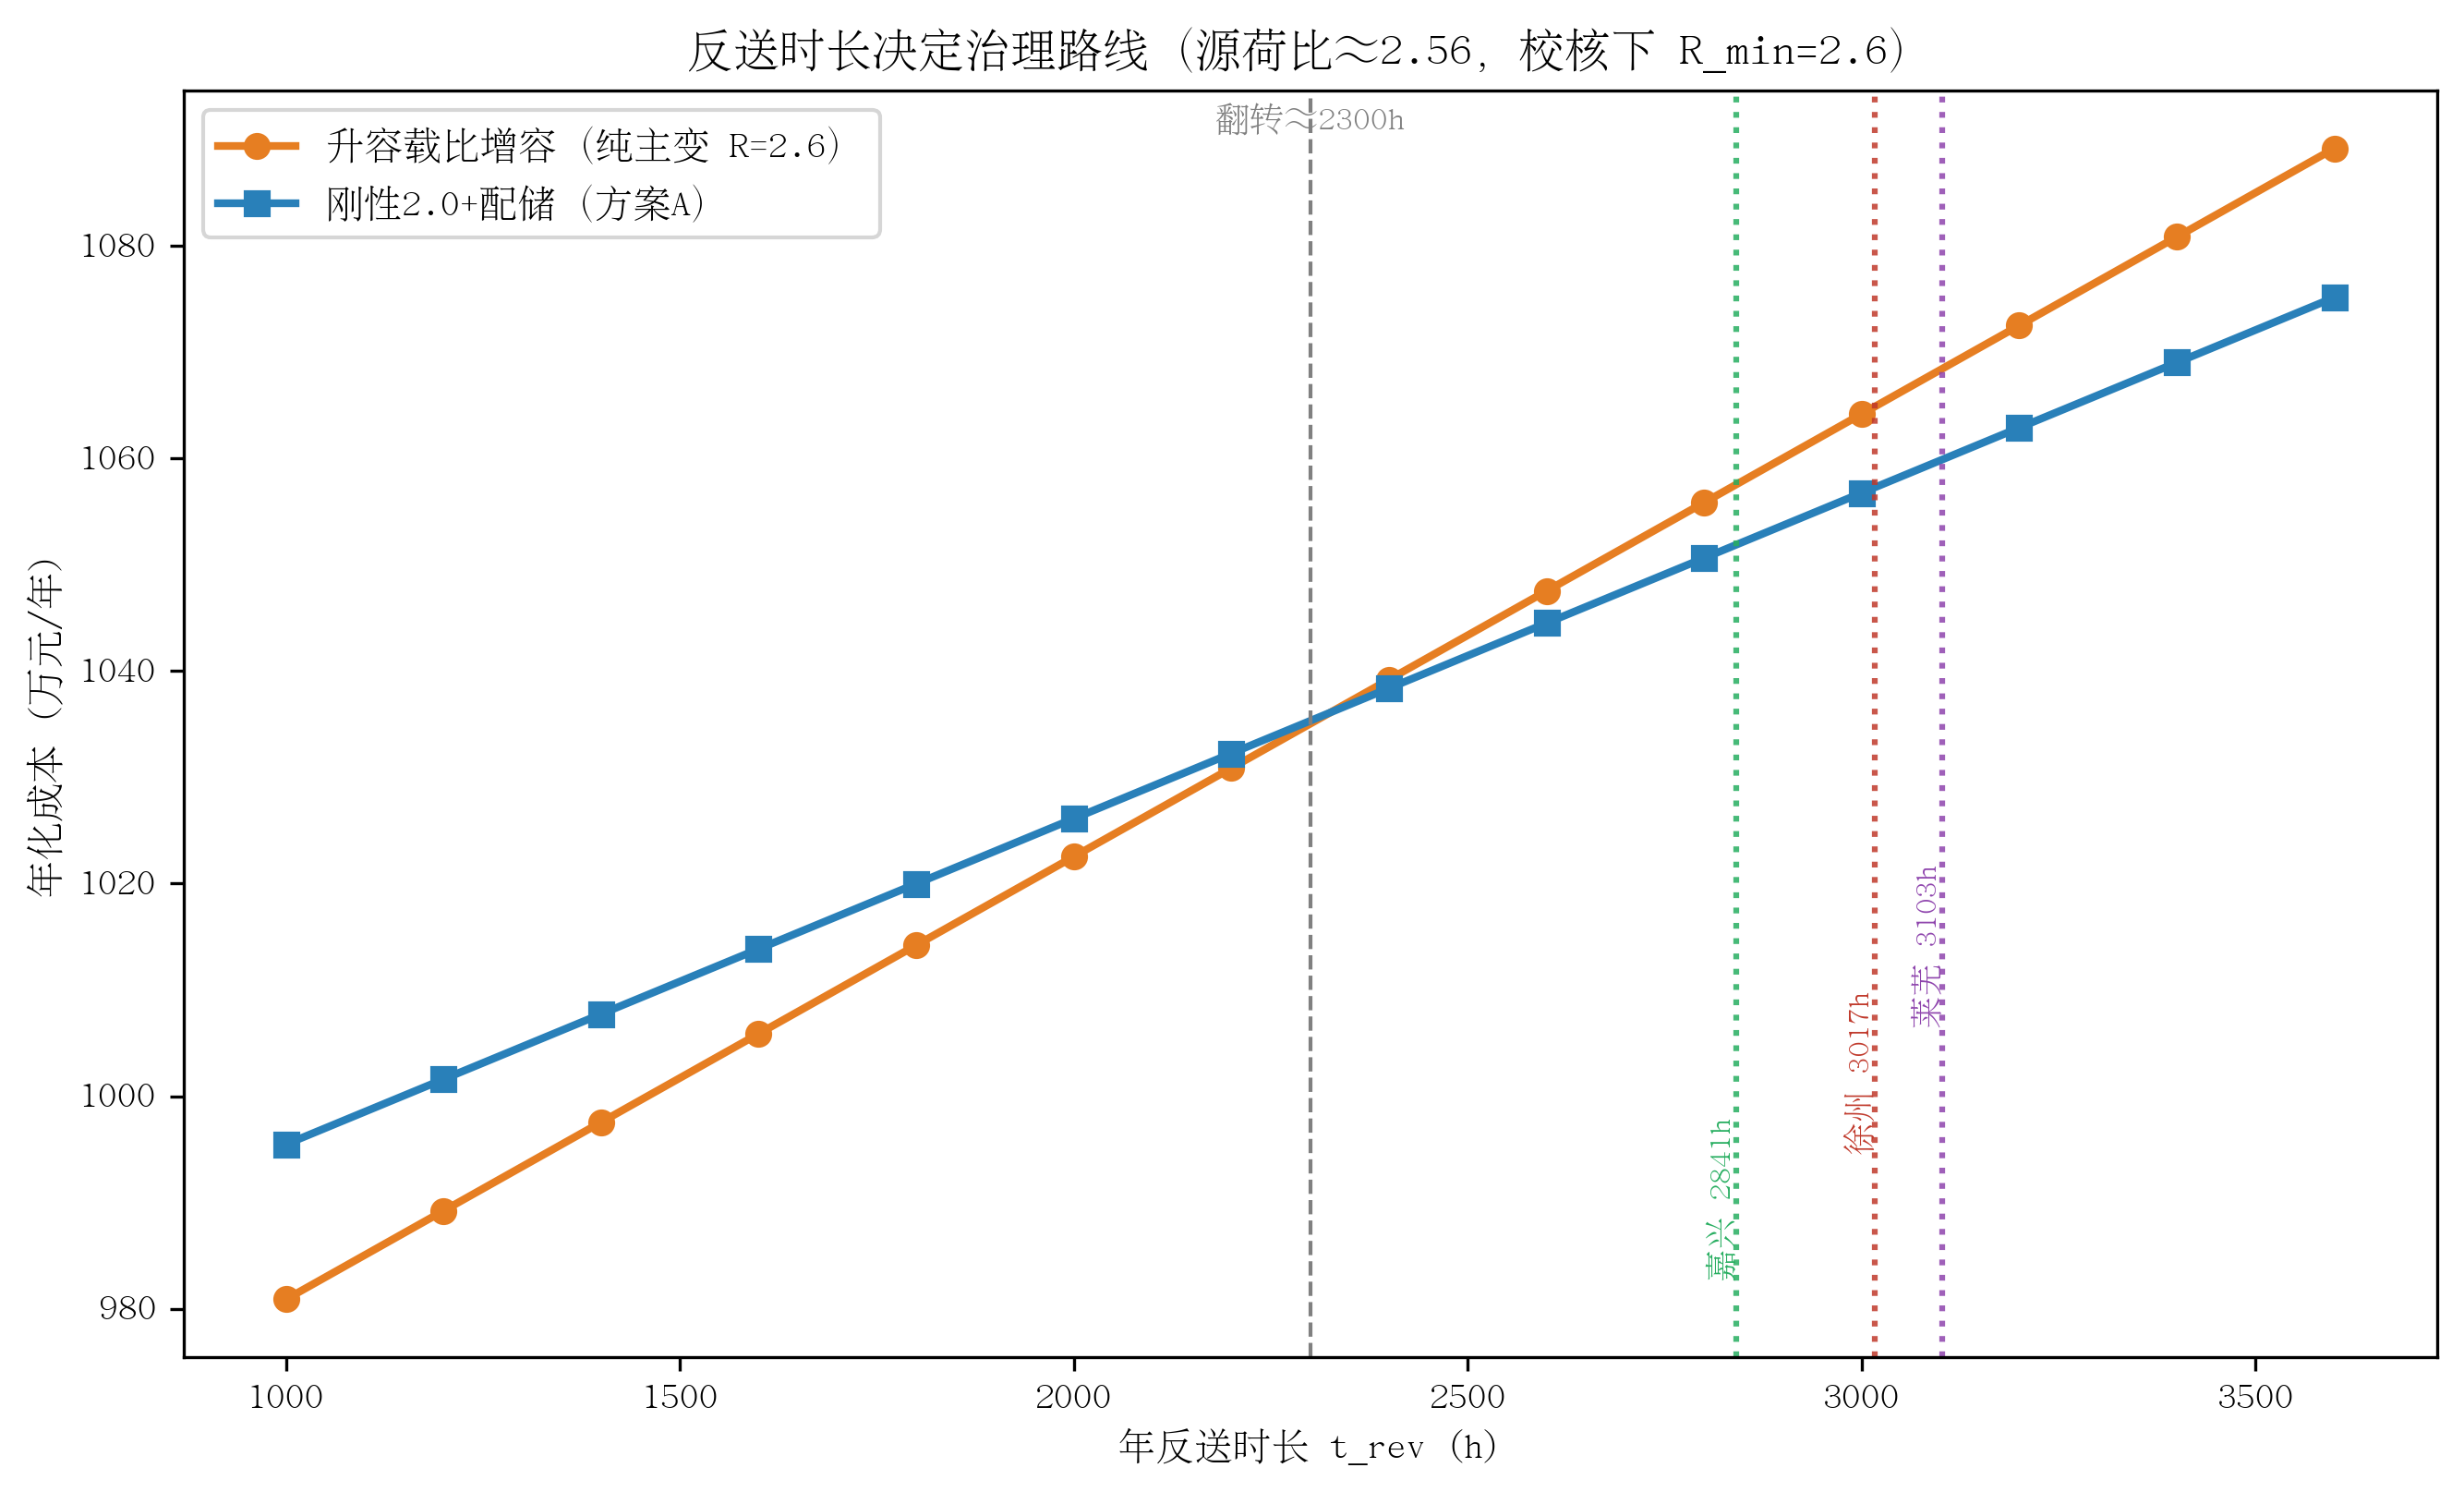 反送时长决定治理路线 (源荷比≈2.56, 校核下 R_min=2.6)
翻转≈2300h
升容载比增容 (纯主变 R=2.6)
刚性2.0+配储 (方案A)
1080
1060
1040
1020
1000
980
年化成本 (万元/年)
嘉兴 2841h
徐州 3017h
莱芜 3103h
1000
1500
2000
2500
3000
3500
年反送时长 t_rev (h)